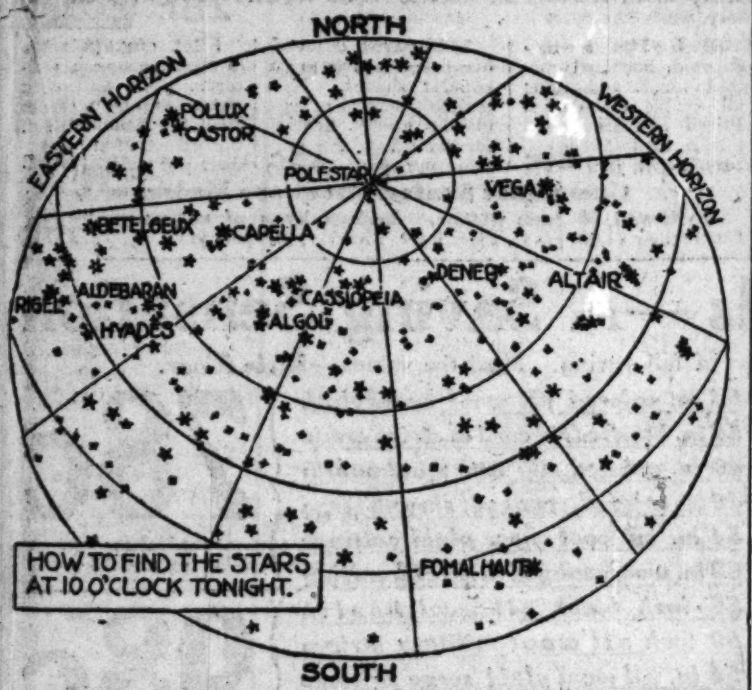 NORTH
EASTERN HORIZON
WESTERN HORIZON
POLLUX
CASTOR
POLESTAR
VEGA
BETELGEUX
CAPELLA
DENEB
ALTAIR
ALDEBARAN
CASSIOPEIA
RIGEL
ALGOL
HYADES
FOMALHAUT
HOW TO FIND THE STARS
AT 10 O'CLOCK TONIGHT.
SOUTH